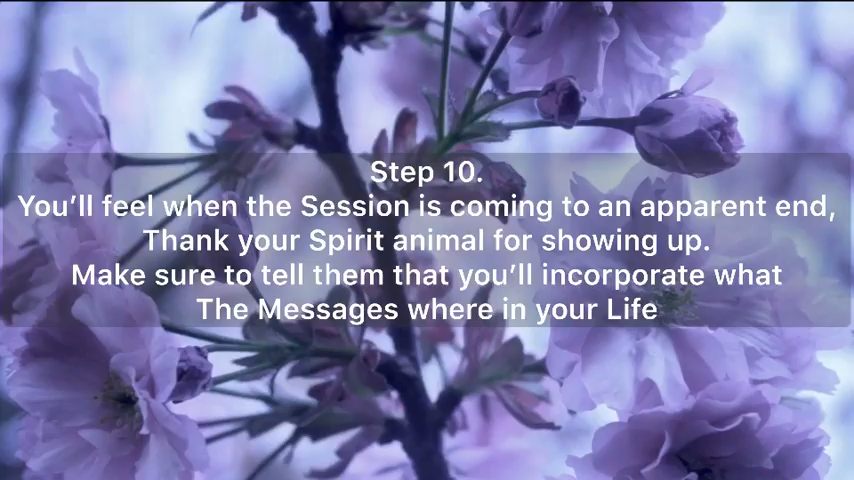 Step 10.
You’ll feel when the Session is coming to an apparent end,
Thank your Spirit animal for showing up.
Make sure to tell them that you’ll incorporate what
The Messages where in your Life